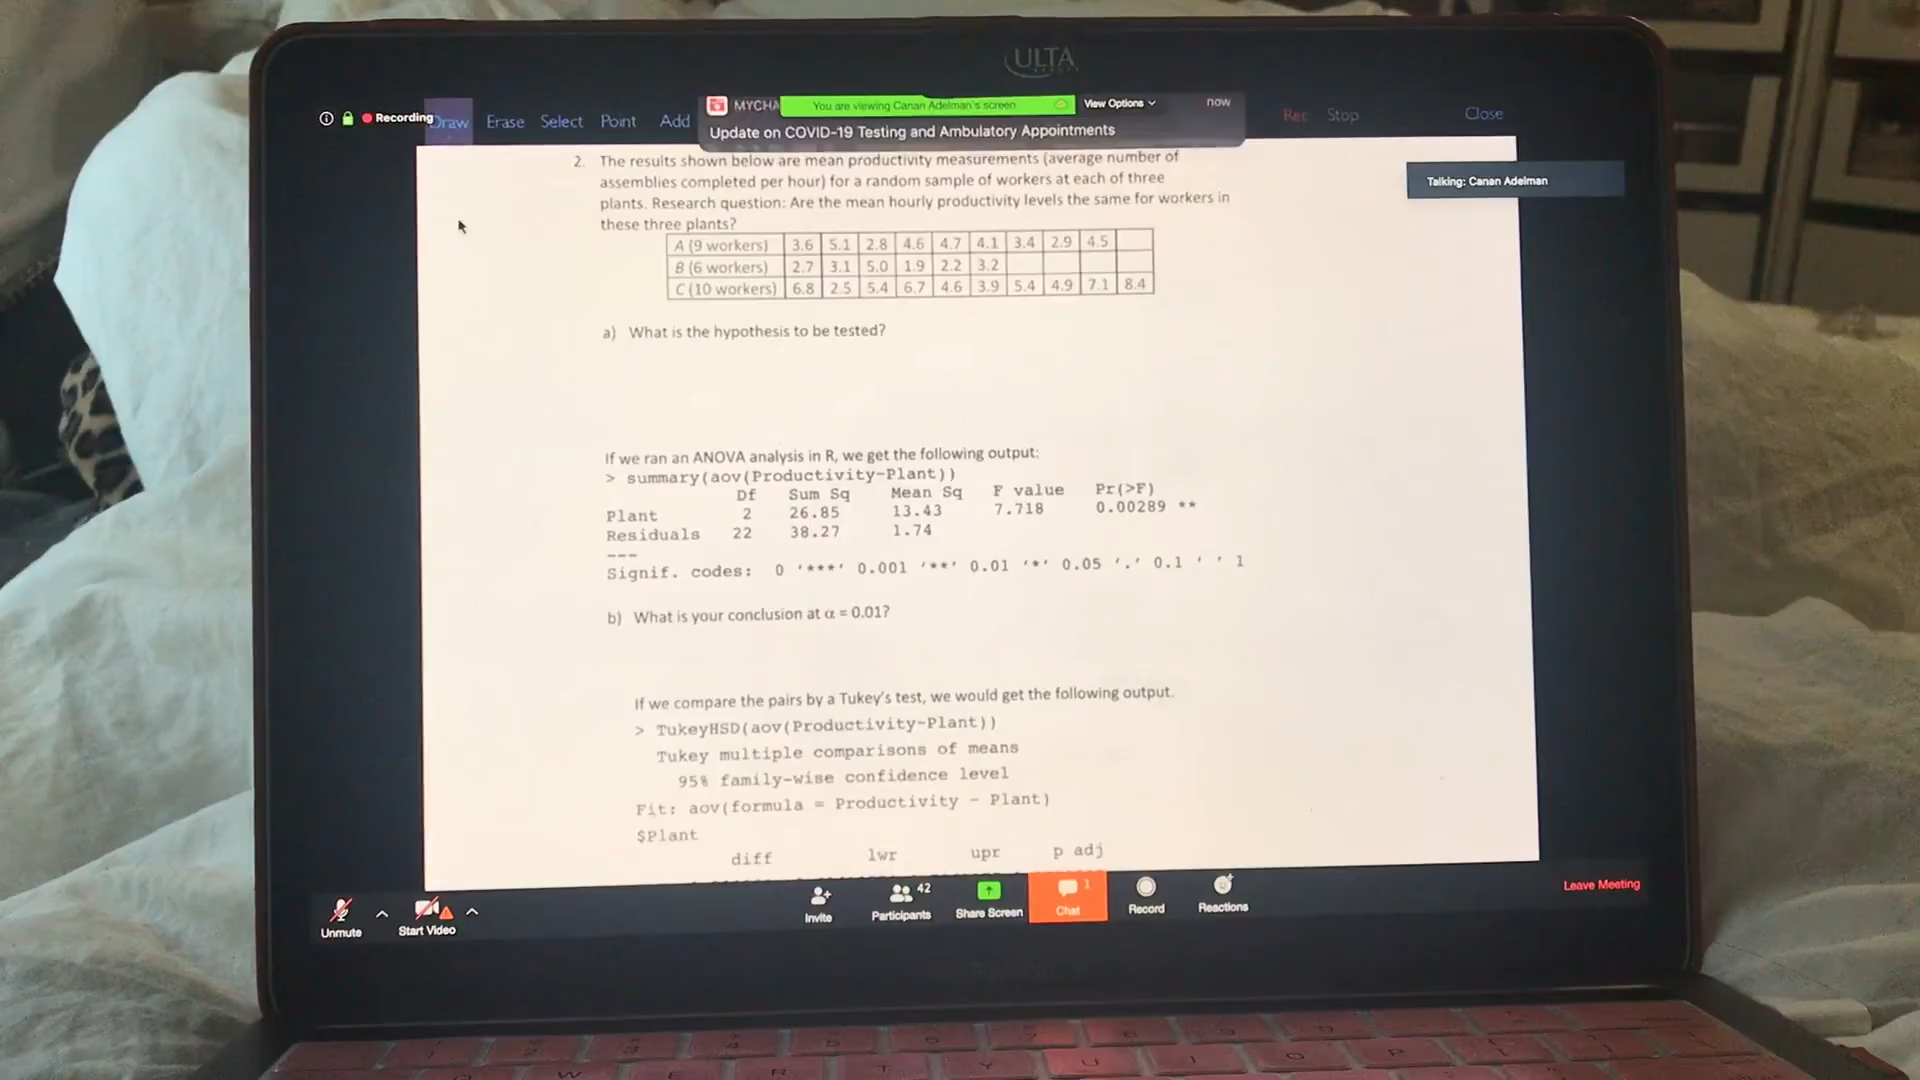 ULTA
Recording
Draw Erase Select Point Add
MYCHA
You are viewing Canan Adelman's screen
View Options
now
Update on COVID-19 Testing and Ambulatory Appointments
Rec Stop
Close
Talking: Canan Adelman
2. The results shown below are mean productivity measurements (average number of
assemblies completed per hour) for a random sample of workers at each of three
plants. Research question: Are the mean hourly productivity levels the same for workers in
these three plants?
A (9 workers) 3.6 5.1 2.8 4.6 4.7 4.1 3.4 2.9 4.5
B (6 workers) 2.7 3.1 5.0 1.9 2.2 3.2
C (10 workers) 6.8 2.5 5.4 6.7 4.6 3.9 5.4 4.9 7.1 8.4
a) What is the hypothesis to be tested?
If we ran an ANOVA analysis in R, we get the following output:
> summary(aov(Productivity~Plant))
Df Sum Sq Mean Sq F value Pr(>F)
Plant 2 26.85 13.43 7.718 0.00289 **
Residuals 22 38.27 1.74
---
Signif. codes: 0 '***' 0.001 '**' 0.01 '*' 0.05 '.' 0.1 ' ' 1
b) What is your conclusion at α = 0.01?
If we compare the pairs by a Tukey's test, we would get the following output.
> TukeyHSD(aov(Productivity~Plant))
Tukey multiple comparisons of means
95% family-wise confidence level
Fit: aov(formula = Productivity ~ Plant)
$Plant
diff lwr upr p adj
Unmute
Start Video
Invite
42
Participants
Share Screen
1
Chat
Record
Reactions
Leave Meeting